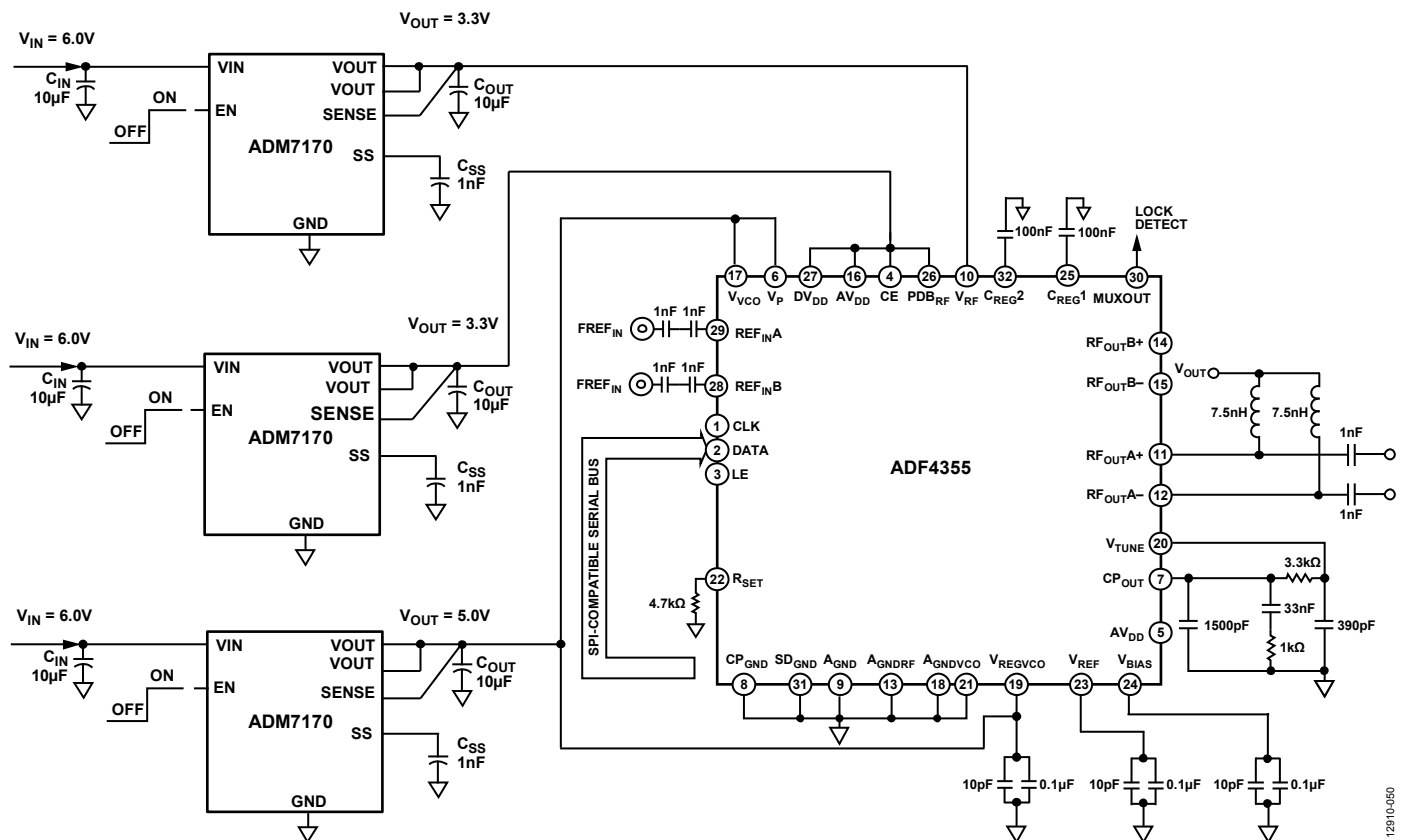 VOUT = 3.3V
VIN = 6.0V
CIN
10µF
ON
OFF
VIN
EN
ADM7170
VOUT
VOUT
SENSE
SS
GND
COUT
10µF
CSS
1nF
VOUT = 3.3V
VIN = 6.0V
CIN
10µF
ON
OFF
VIN
EN
ADM7170
VOUT
VOUT
SENSE
SS
GND
COUT
10µF
CSS
1nF
VOUT = 5.0V
VIN = 6.0V
CIN
10µF
ON
OFF
VIN
EN
ADM7170
VOUT
VOUT
SENSE
SS
GND
COUT
10µF
CSS
1nF
100nF
100nF
LOCK
DETECT
17 6 27 16 4 26 10 32 25 30
VVCO VP DVDD AVDD CE PDBRF VRF CREG2 CREG1 MUXOUT
FREFIN 1nF 1nF 29 REFINA
FREFIN 1nF 1nF 28 REFINB
1 CLK
2 DATA
3 LE
SPI-COMPATIBLE SERIAL BUS
22 RSET
4.7kΩ
ADF4355
RFOUTB+ 14
RFOUTB− 15
RFOUTA+ 11
RFOUTA− 12
VTUNE 20
CPOUT 7
AVDD 5
VOUT
7.5nH 7.5nH
1nF
1nF
3.3kΩ
33nF
1500pF
1kΩ
390pF
CPGND SDGND AGND AGNDRF AGNDVCO VREGVCO VREF VBIAS
8 31 9 13 18 21 19 23 24
10pF 0.1µF
10pF 0.1µF
10pF 0.1µF
12910-050